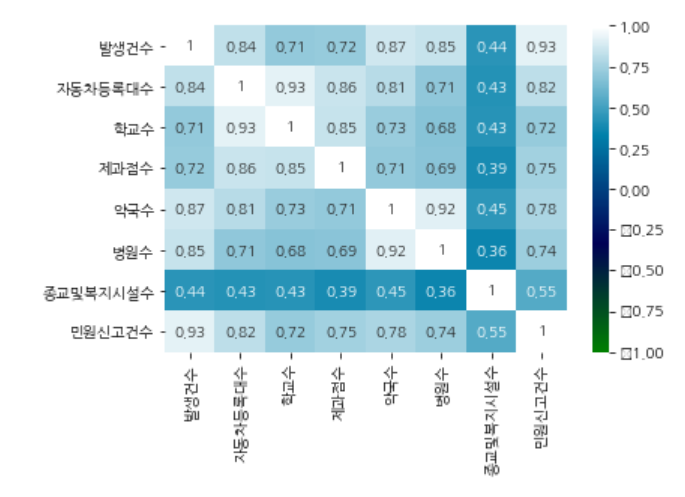 발생건수 1 0.84 0.71 0.72 0.87 0.85 0.44 0.93
자동차등록대수 0.84 1 0.93 0.86 0.81 0.71 0.43 0.82
학교수 0.71 0.93 1 0.85 0.73 0.68 0.43 0.72
제과점수 0.72 0.86 0.85 1 0.71 0.69 0.39 0.75
약국수 0.87 0.81 0.73 0.71 1 0.92 0.45 0.78
병원수 0.85 0.71 0.68 0.69 0.92 1 0.36 0.74
종교및복지시설수 0.44 0.43 0.43 0.39 0.45 0.36 1 0.55
민원신고건수 0.93 0.82 0.72 0.75 0.78 0.74 0.55 1
발생건수
자동차등록대수
학교수
제과점수
약국수
병원수
종교및복지시설수
민원신고건수
1.00
0.75
0.50
0.25
0.00
▯0.25
▯0.50
▯0.75
▯1.00